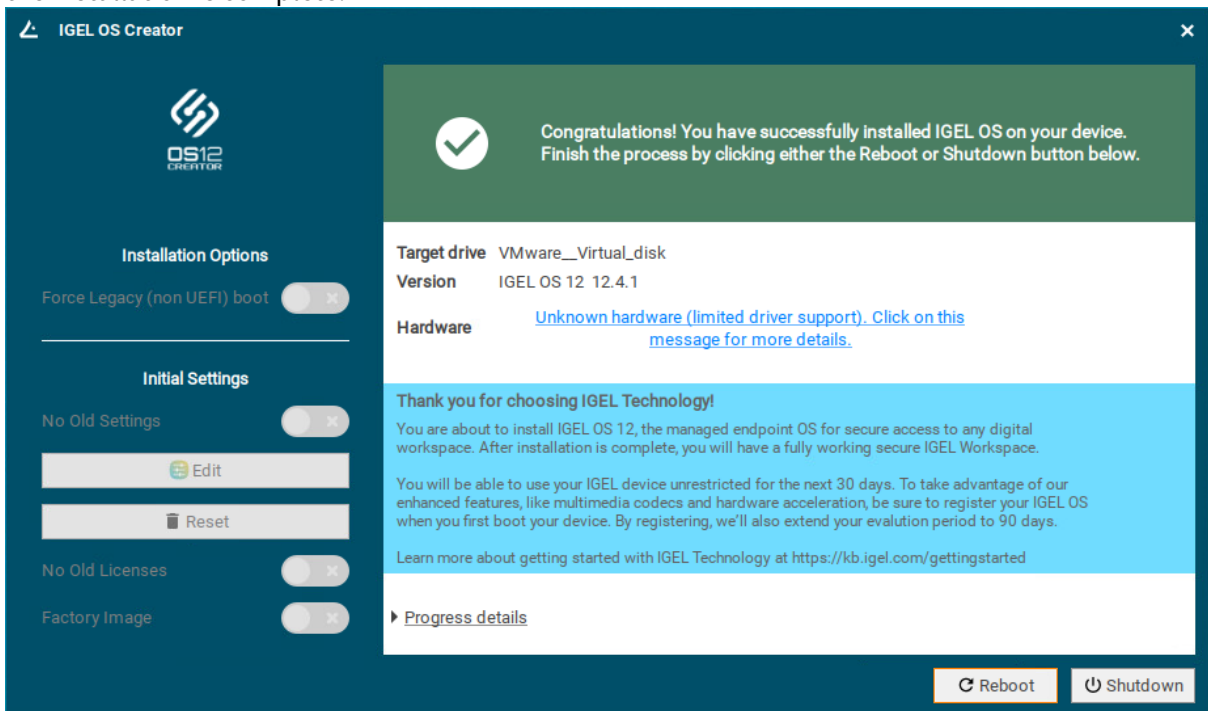 IGEL OS Creator
OS12
CREATOR
Installation Options
Force Legacy (non UEFI) boot
Initial Settings
No Old Settings
Edit
Reset
No Old Licenses
Factory Image
Congratulations! You have successfully installed IGEL OS on your device.
Finish the process by clicking either the Reboot or Shutdown button below.
Target drive VMware__Virtual_disk
Version IGEL OS 12 12.4.1
Hardware Unknown hardware (limited driver support). Click on this
message for more details.
Thank you for choosing IGEL Technology!
You are about to install IGEL OS 12, the managed endpoint OS for secure access to any digital
workspace. After installation is complete, you will have a fully working secure IGEL Workspace.
You will be able to use your IGEL device unrestricted for the next 30 days. To take advantage of our
enhanced features, like multimedia codecs and hardware acceleration, be sure to register your IGEL OS
when you first boot your device. By registering, we'll also extend your evalution period to 90 days.
Learn more about getting started with IGEL Technology at https://kb.igel.com/gettingstarted
Progress details
Reboot
Shutdown